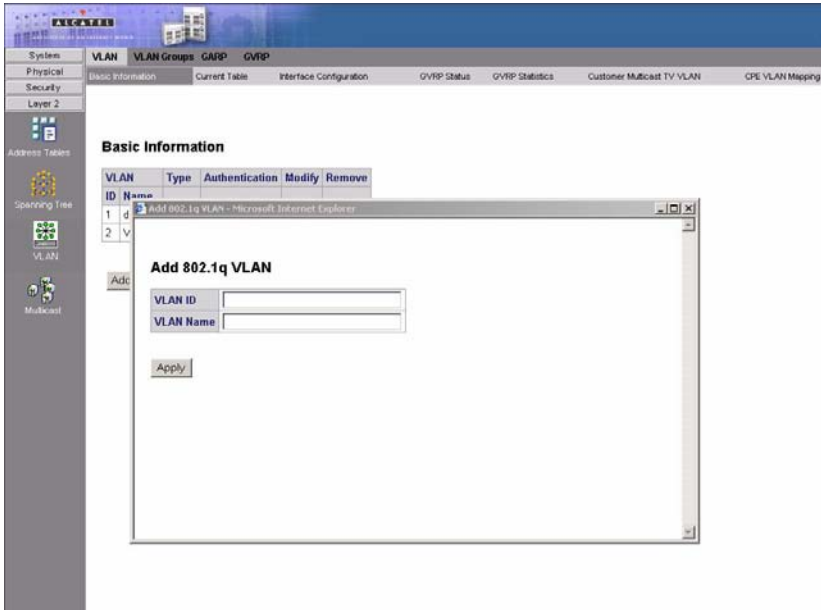 ALCATEL
System
Physical
Security
Layer 2
Address Tables
Spanning Tree
VLAN
Multicast
VLAN VLAN Groups GARP GVRP
Basic Information Current Table Interface Configuration GVRP Status GVRP Statistics Customer Multicast TV VLAN CPE VLAN Mapping
Basic Information
VLAN Type Authentication Modify Remove
ID Name
1 d
2 V
Add
Add 802.1q VLAN - Microsoft Internet Explorer
Add 802.1q VLAN
VLAN ID
VLAN Name
Apply